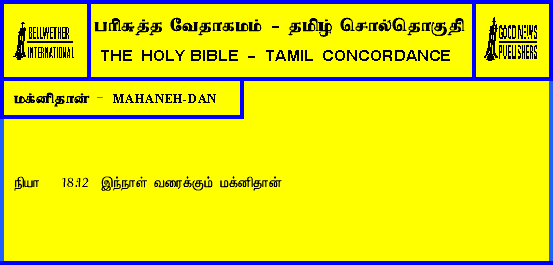 BELLWETHER
INTERNATIONAL
பரிசுத்த வேதாகமம் – தமிழ் சொல்தொகுதி
THE HOLY BIBLE – TAMIL CONCORDANCE
GOOD NEWS
PUBLISHERS
மக்னிதான் – MAHANEH-DAN
நியா 18:12 இந்நாள் வரைக்கும் மக்னிதான்